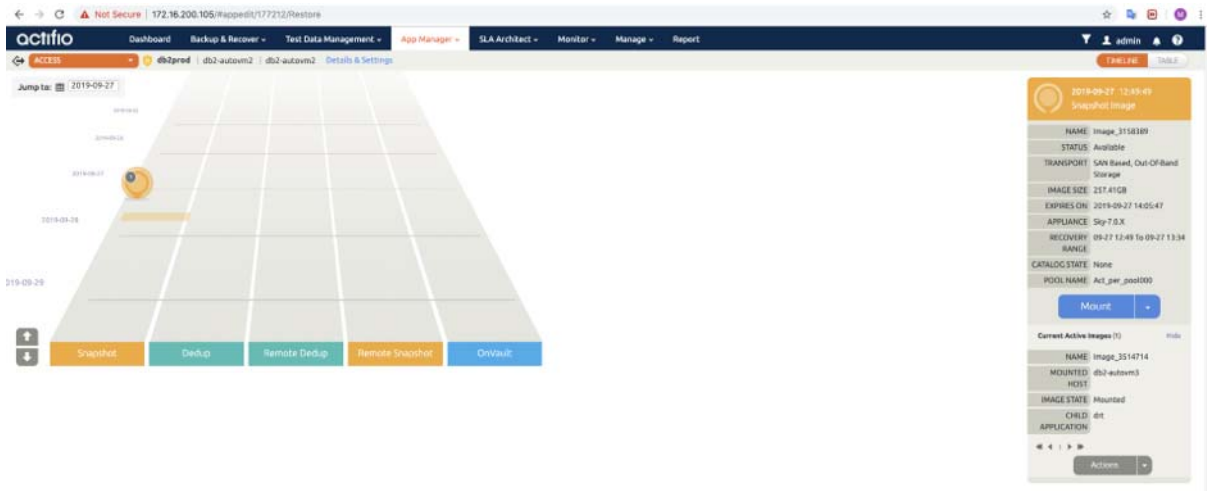 Not Secure | 172.16.200.105/#appedit/177212/Restore
actifio Dashboard Backup & Recover Test Data Management App Manager SLA Architect Monitor Manage Report admin
ACCESS db2prod | db2-autovm2 | db2-autovm2 Details & Settings TIMELINE TABLE
Jump to: 2019-09-27
2019-09-27
2019-09-28
019-09-29
Snapshot Dedup Remote Dedup Remote Snapshot OnVault
2019-09-27 12:49:49
Snapshot Image
NAME Image_3158389
STATUS Available
TRANSPORT SAN Based, Out-Of-Band
Storage
IMAGE SIZE 257.41GB
EXPIRES ON 2019-09-27 14:05:47
APPLIANCE Sky-7.0.X
RECOVERY 09-27 12:49 To 09-27 13:34
RANGE
CATALOG STATE None
POOL NAME Act_per_pool000
Mount
Current Active Images (1) Hide
NAME Image_3514714
MOUNTED db2-autovm3
HOST
IMAGE STATE Mounted
CHILD drt
APPLICATION
Actions